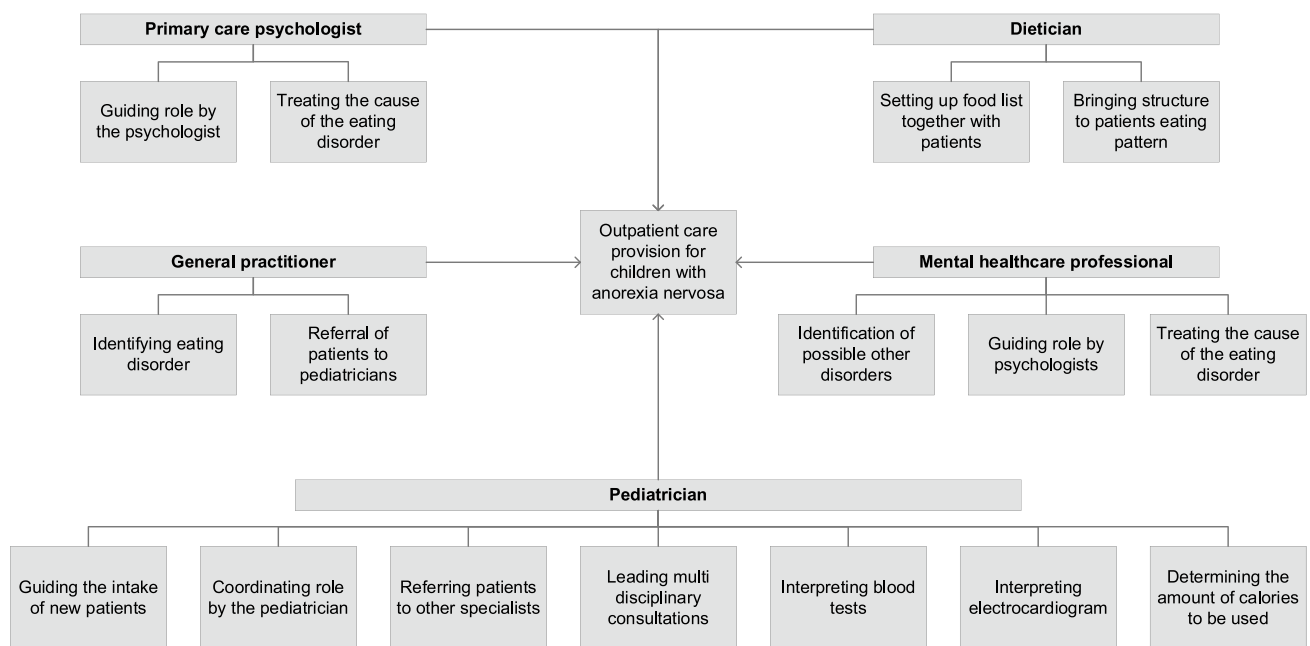 Primary care psychologist
Dietician
Guiding role by
the psychologist
Treating the cause
of the eating
disorder
Setting up food list
together with
patients
Bringing structure
to patients eating
pattern
Outpatient care
provision for
children with
anorexia nervosa
General practitioner
Mental healthcare professional
Identifying eating
disorder
Referral of
patients to
pediatricians
Identification of
possible other
disorders
Guiding role by
psychologists
Treating the cause
of the eating
disorder
Pediatrician
Guiding the intake
of new patients
Coordinating role
by the pediatrician
Referring patients
to other specialists
Leading multi
disciplinary
consultations
Interpreting blood
tests
Interpreting
electrocardiogram
Determining the
amount of calories
to be used